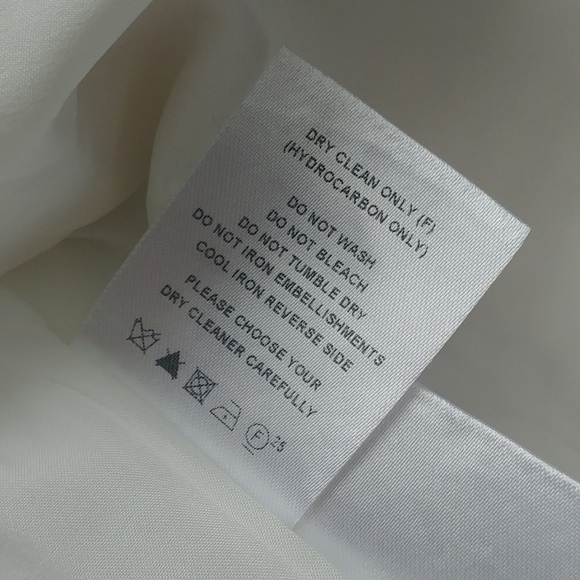 DRY CLEAN ONLY (F)
(HYDROCARBON ONLY)
DO NOT WASH
DO NOT BLEACH
DO NOT TUMBLE DRY
DO NOT IRON EMBELLISHMENTS
COOL IRON REVERSE SIDE
PLEASE CHOOSE YOUR
DRY CLEANER CAREFULLY
F 25